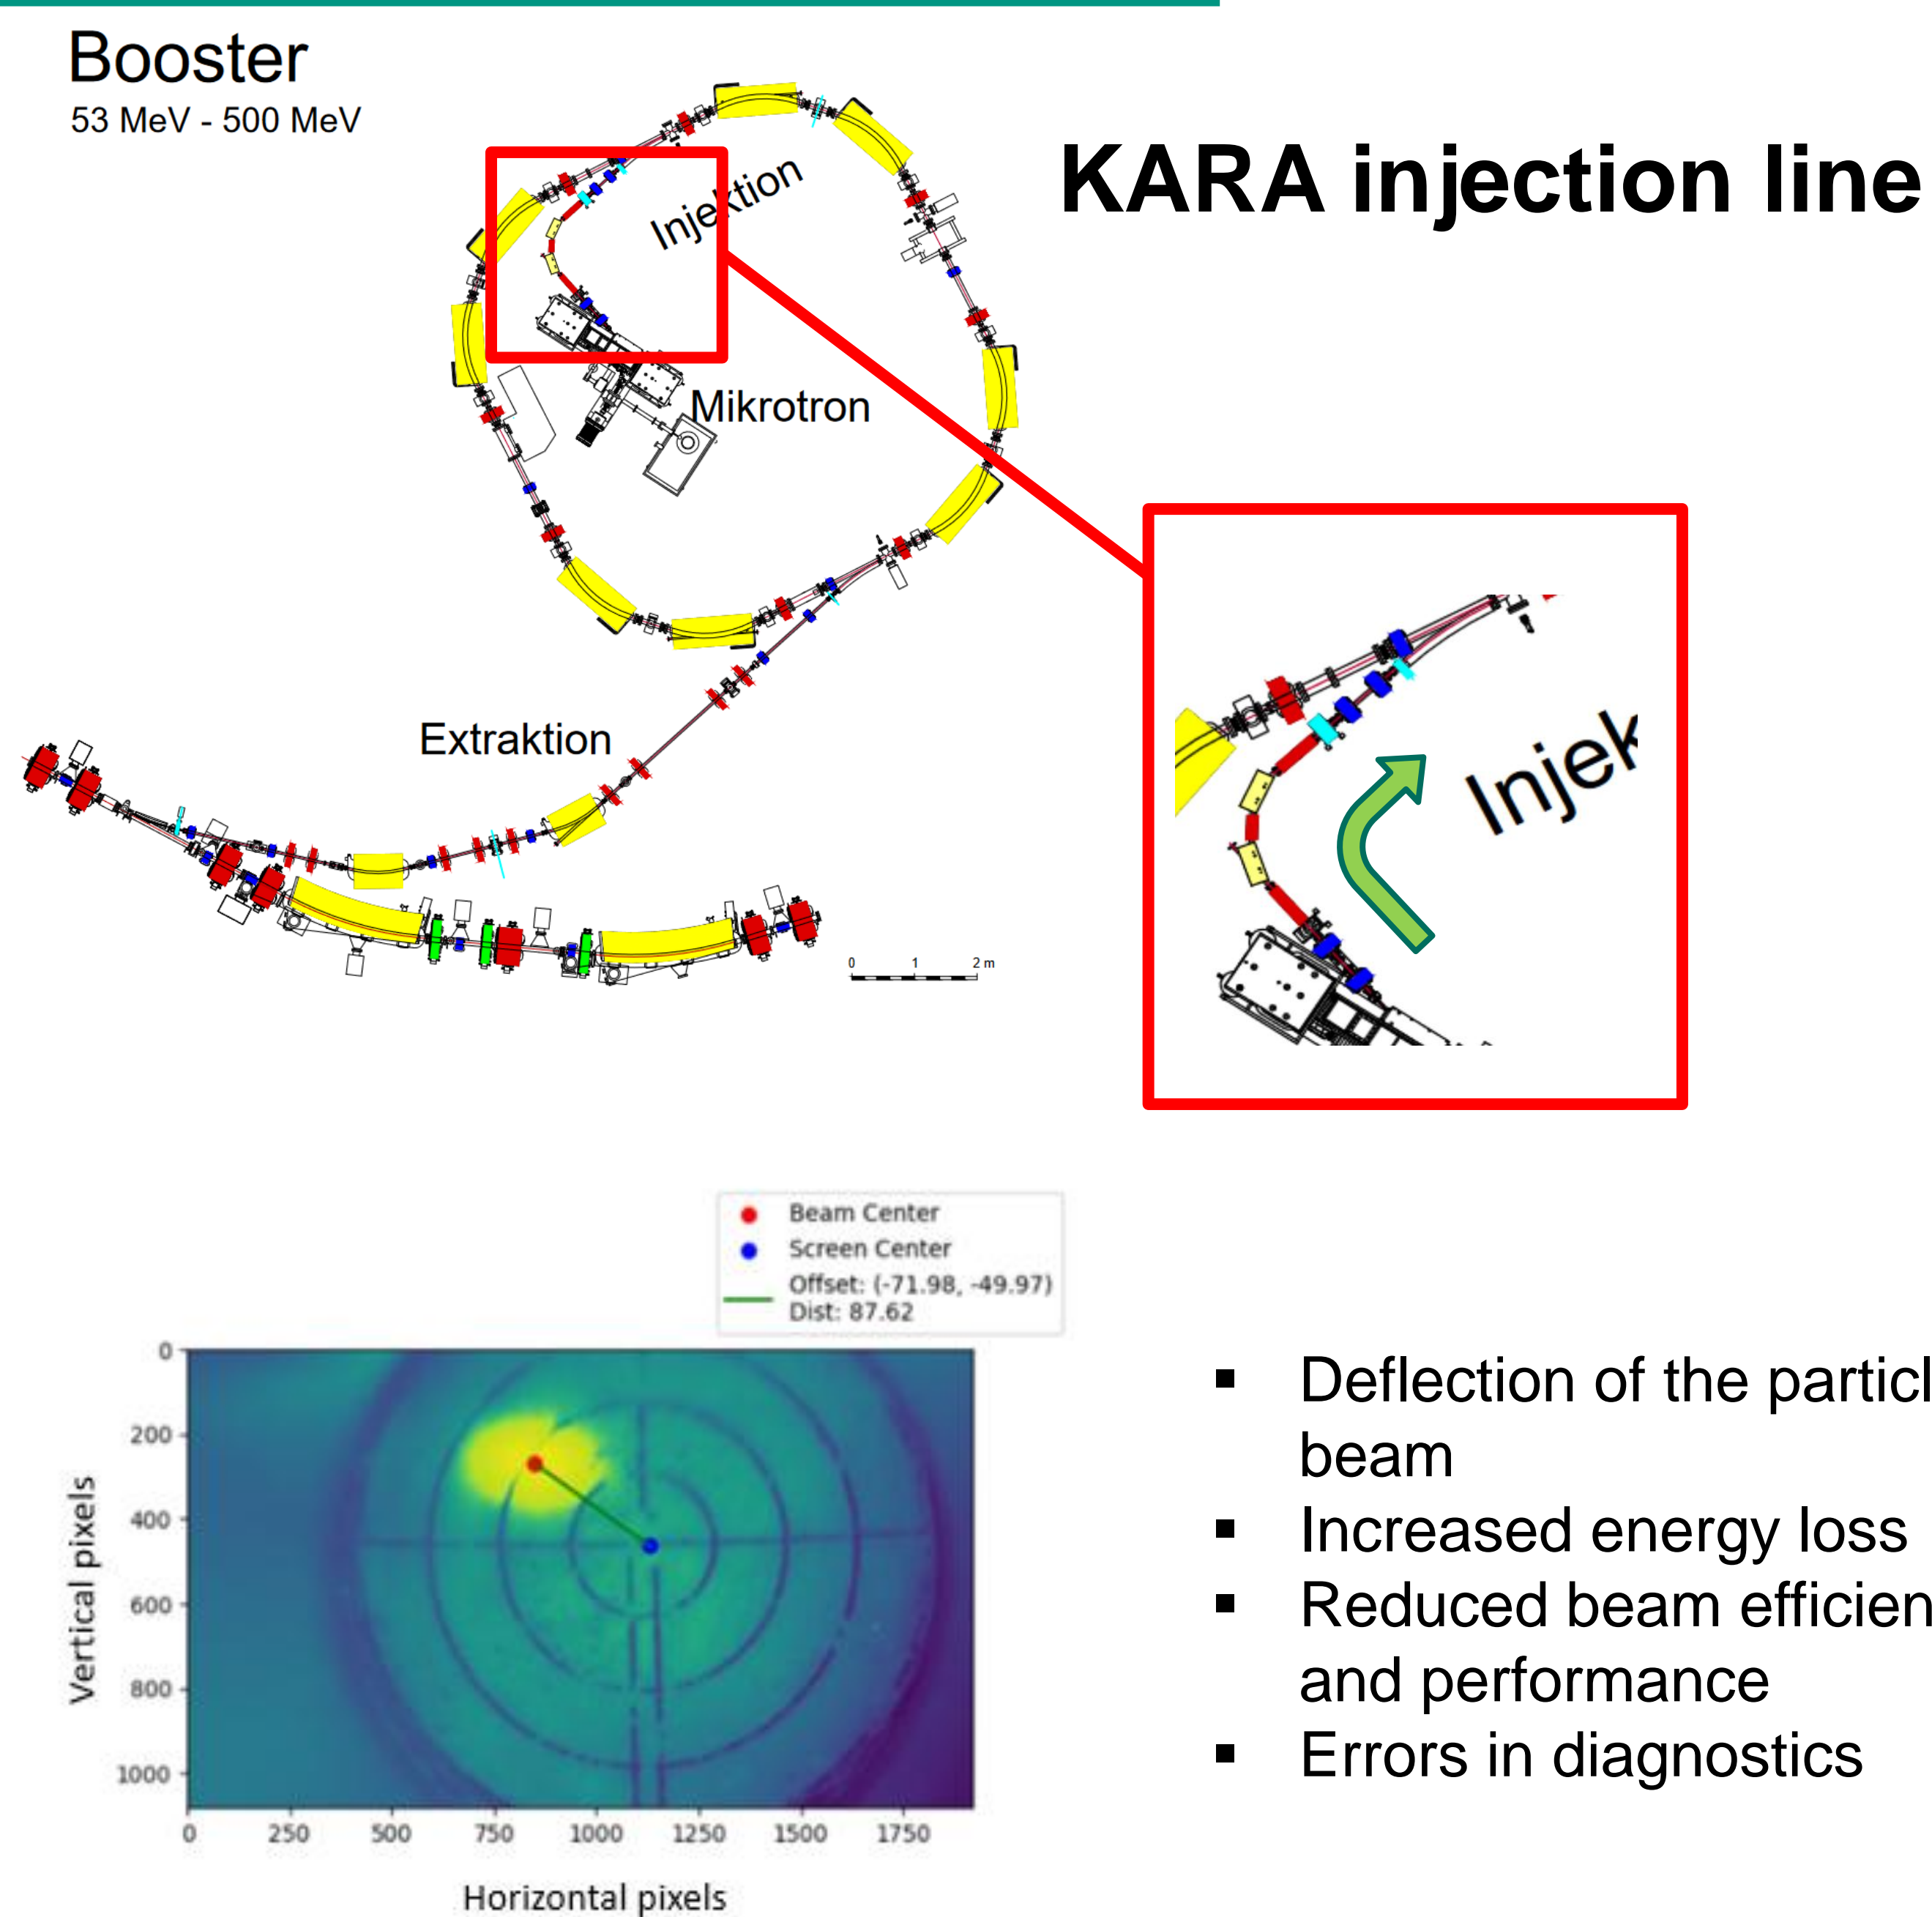 Booster
53 MeV - 500 MeV
KARA injection line
Injektion
Mikrotron
Extraktion
0 1 2 m
Injek
Beam Center
Screen Center
Offset: (-71.98, -49.97)
Dist: 87.62
0
200
400
600
800
1000
Vertical pixels
0 250 500 750 1000 1250 1500 1750
Horizontal pixels
▪ Deflection of the particl
beam
▪ Increased energy loss
▪ Reduced beam efficien
and performance
▪ Errors in diagnostics